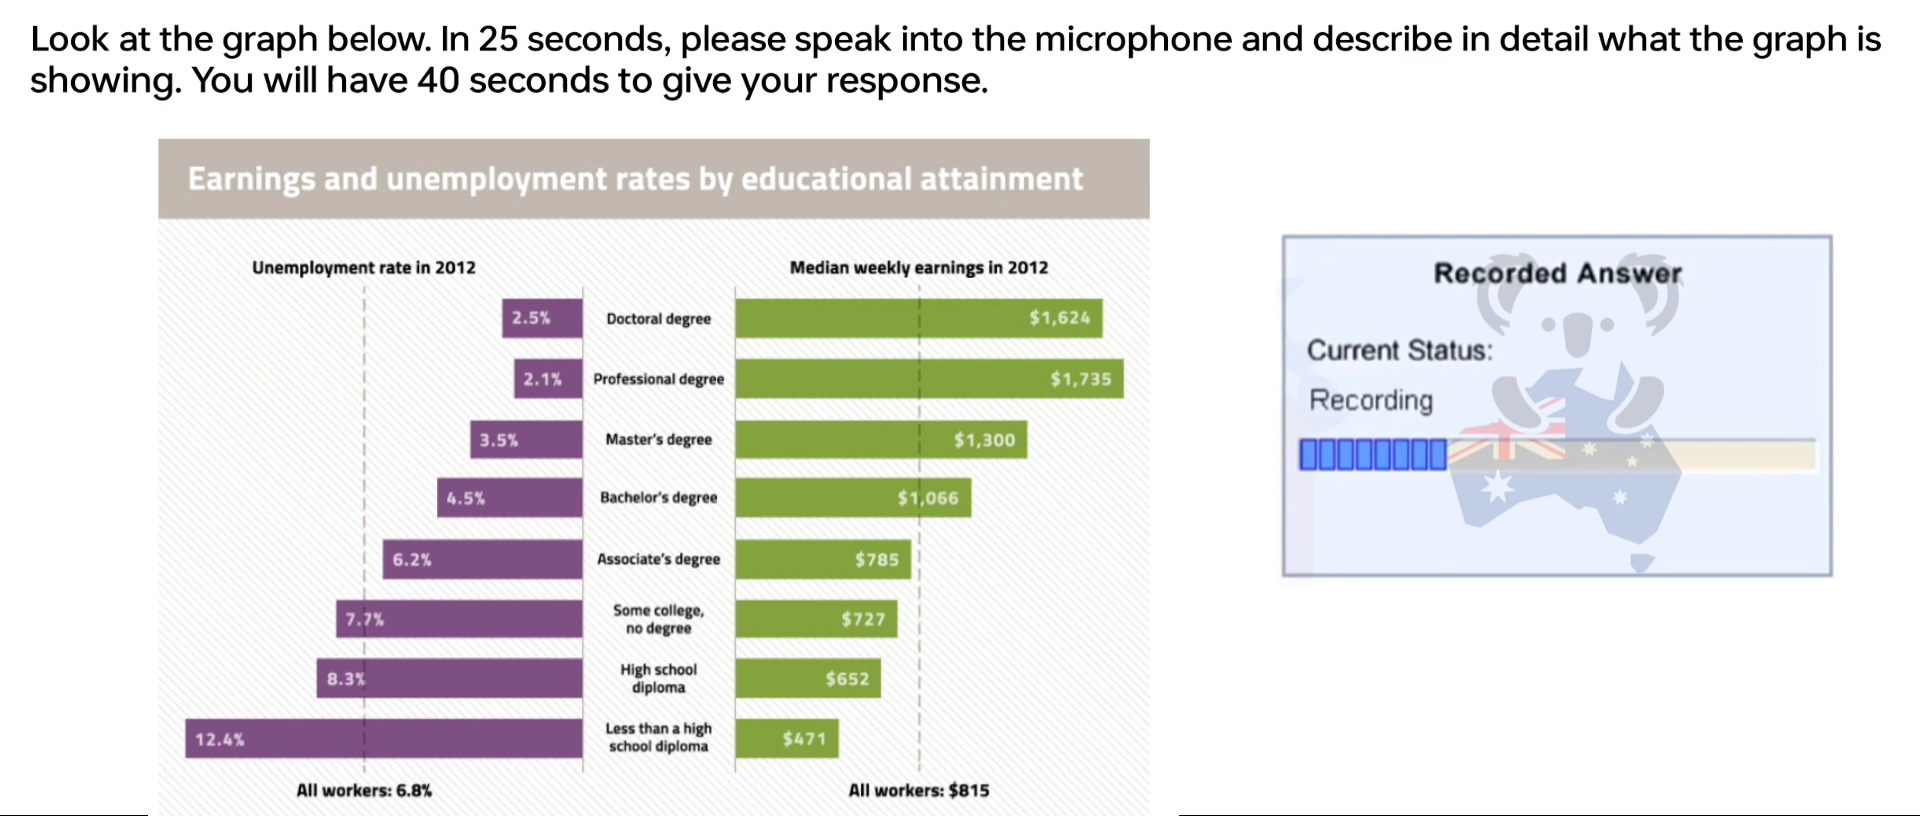 Look at the graph below. In 25 seconds, please speak into the microphone and describe in detail what the graph is
showing. You will have 40 seconds to give your response.
Earnings and unemployment rates by educational attainment
Unemployment rate in 2012
Median weekly earnings in 2012
2.5%
Doctoral degree
$1,624
2.1%
Professional degree
$1,735
3.5%
Master's degree
$1,300
4.5%
Bachelor's degree
$1,066
6.2%
Associate's degree
$785
7.7%
Some college,
no degree
$727
8.3%
High school
diploma
$652
12.4%
Less than a high
school diploma
$471
All workers: 6.8%
All workers: $815
Recorded Answer
Current Status:
Recording